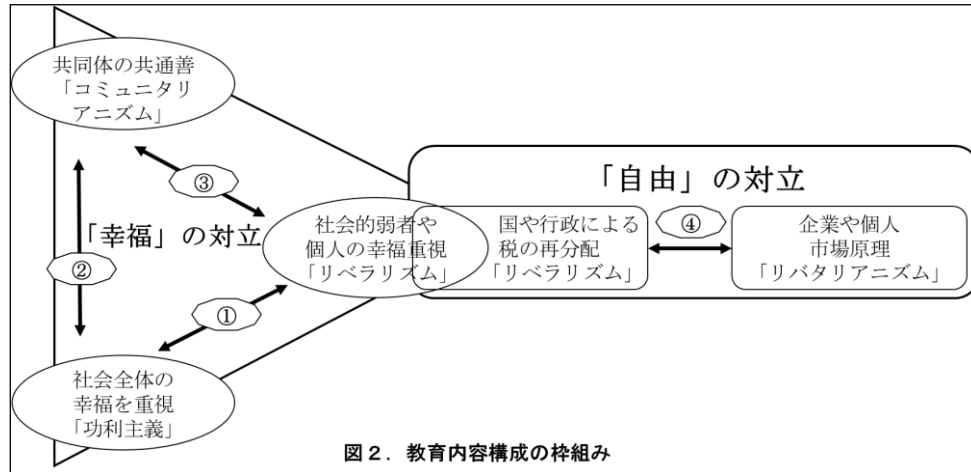 共同体の共通善
「コミュニタリ
アニズム」
③
「幸福」の対立
②
①
社会的弱者や
個人の幸福重視
「リベラリズム」
社会全体の
幸福を重視
「功利主義」
「自由」の対立
国や行政による
税の再分配
「リベラリズム」
④
企業や個人
市場原理
「リバタリアニズム」
図２．教育内容構成の枠組み